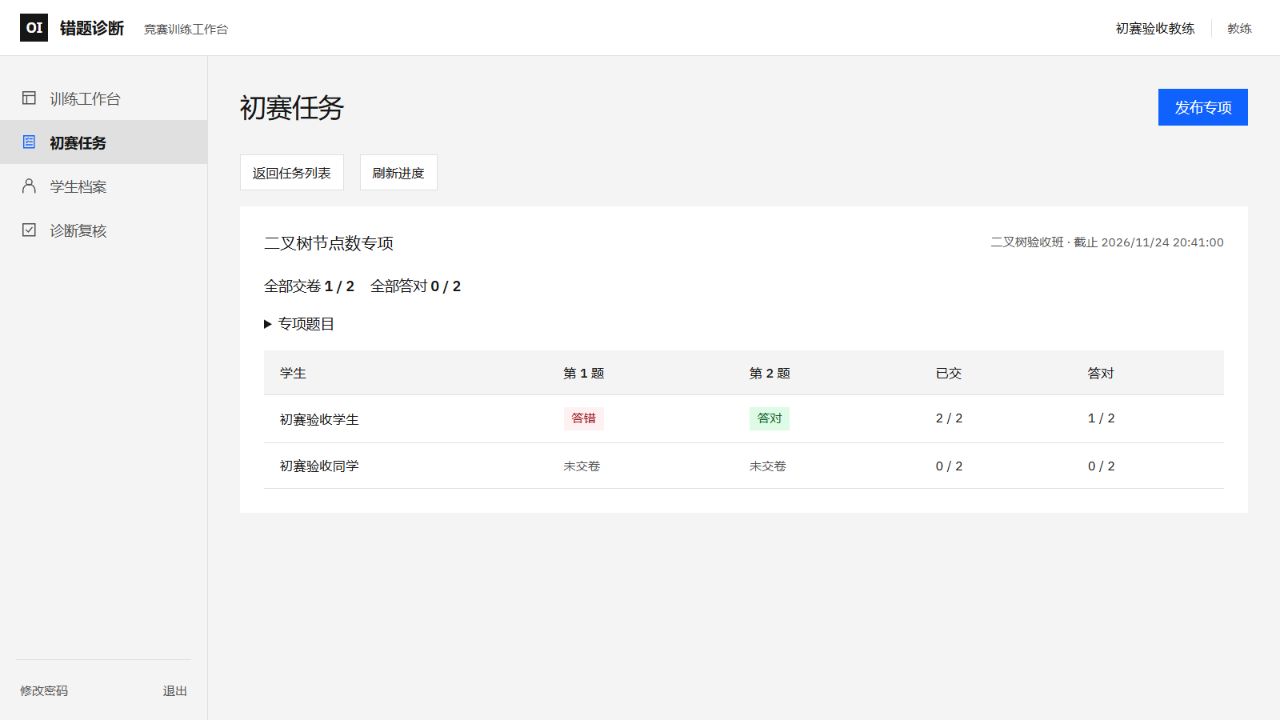 OI 错题诊断 竞赛训练工作台 初赛验收教练 教练
训练工作台
初赛任务
学生档案
诊断复核
修改密码 退出
初赛任务 发布专项
返回任务列表 刷新进度
二叉树节点数专项 二叉树验收班 · 截止 2026/11/24 20:41:00
全部交卷 1 / 2 全部答对 0 / 2
专项题目
学生 第 1 题 第 2 题 已交 答对
初赛验收学生 答错 答对 2 / 2 1 / 2
初赛验收同学 未交卷 未交卷 0 / 2 0 / 2